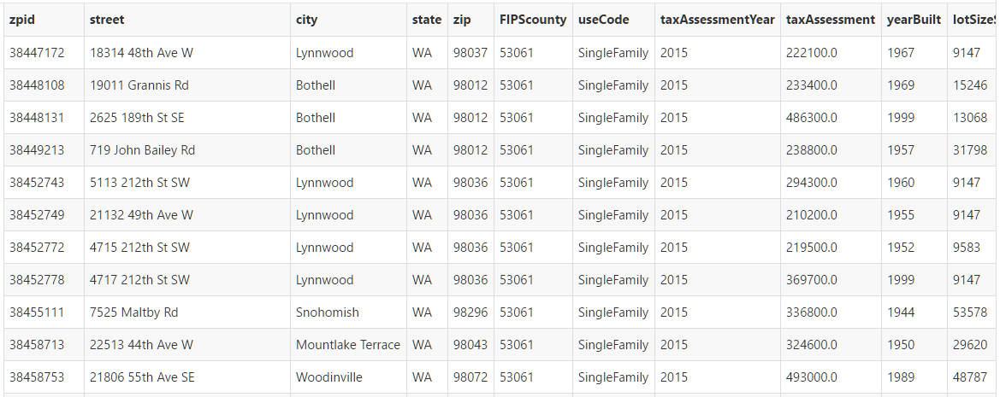 zpid street city state zip FIPScounty useCode taxAssessmentYear taxAssessment yearBuilt lotSize
38447172 18314 48th Ave W Lynnwood WA 98037 53061 SingleFamily 2015 222100.0 1967 9147
38448108 19011 Grannis Rd Bothell WA 98012 53061 SingleFamily 2015 233400.0 1969 15246
38448131 2625 189th St SE Bothell WA 98012 53061 SingleFamily 2015 486300.0 1999 13068
38449213 719 John Bailey Rd Bothell WA 98012 53061 SingleFamily 2015 238800.0 1957 31798
38452743 5113 212th St SW Lynnwood WA 98036 53061 SingleFamily 2015 294300.0 1960 9147
38452749 21132 49th Ave W Lynnwood WA 98036 53061 SingleFamily 2015 210200.0 1955 9147
38452772 4715 212th St SW Lynnwood WA 98036 53061 SingleFamily 2015 219500.0 1952 9583
38452778 4717 212th St SW Lynnwood WA 98036 53061 SingleFamily 2015 369700.0 1999 9147
38455111 7525 Maltby Rd Snohomish WA 98296 53061 SingleFamily 2015 336800.0 1944 53578
38458713 22513 44th Ave W Mountlake Terrace WA 98043 53061 SingleFamily 2015 324600.0 1950 29620
38458753 21806 55th Ave SE Woodinville WA 98072 53061 SingleFamily 2015 493000.0 1989 48787